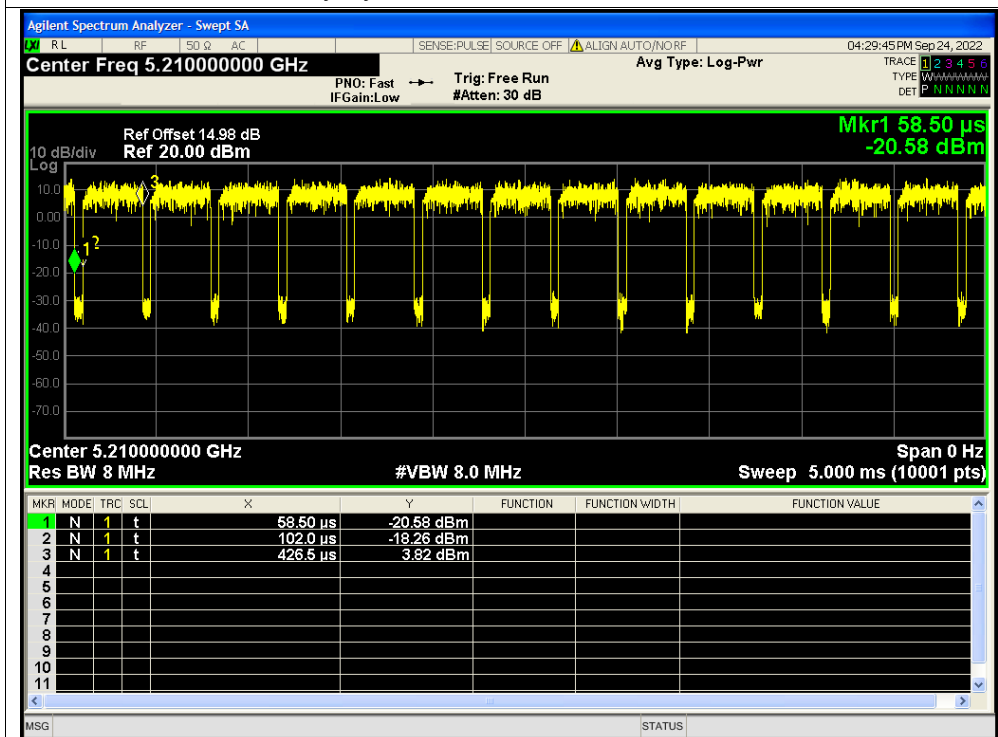 Agilent Spectrum Analyzer - Swept SA
LXI RL RF 50 Ω AC SENSE:PULSE SOURCE OFF ALIGN AUTO/NO RF 04:29:45 PM Sep 24, 2022
Center Freq 5.210000000 GHz Avg Type: Log-Pwr TRACE 1 2 3 4 5 6
PNO: Fast Trig: Free Run TYPE WWWWWW
IFGain:Low #Atten: 30 dB DET P N N N N N
Mkr1 58.50 µs
-20.58 dBm
Ref Offset 14.98 dB
10 dB/div Ref 20.00 dBm
Log
10.0
3
0.00
-10.0
1 2
-20.0
-30.0
-40.0
-50.0
-60.0
-70.0
Center 5.210000000 GHz Span 0 Hz
Res BW 8 MHz #VBW 8.0 MHz Sweep 5.000 ms (10001 pts)
MKR MODE TRC SCL X Y FUNCTION FUNCTION WIDTH FUNCTION VALUE
1 N 1 t 58.50 µs -20.58 dBm
2 N 1 t 102.0 µs -18.26 dBm
3 N 1 t 426.5 µs 3.82 dBm
4
5
6
7
8
9
10
11
MSG STATUS